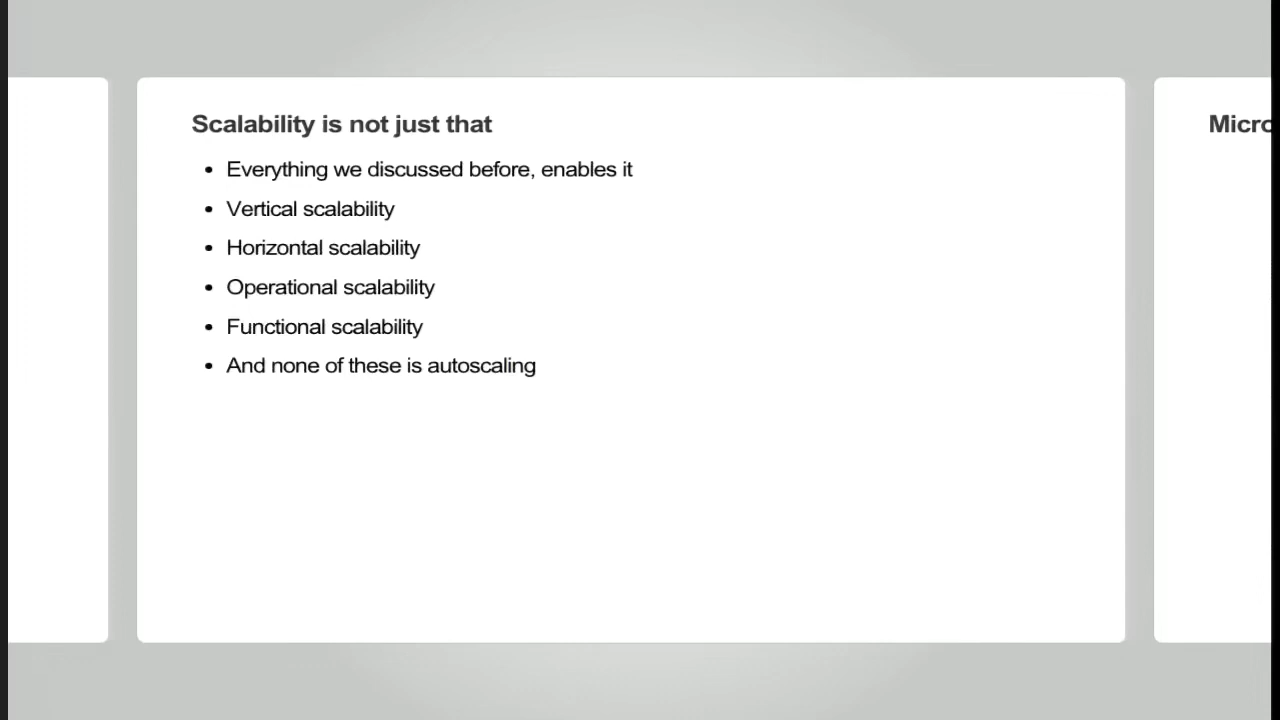 Scalability is not just that
Everything we discussed before, enables it
Vertical scalability
Horizontal scalability
Operational scalability
Functional scalability
And none of these is autoscaling
Micro